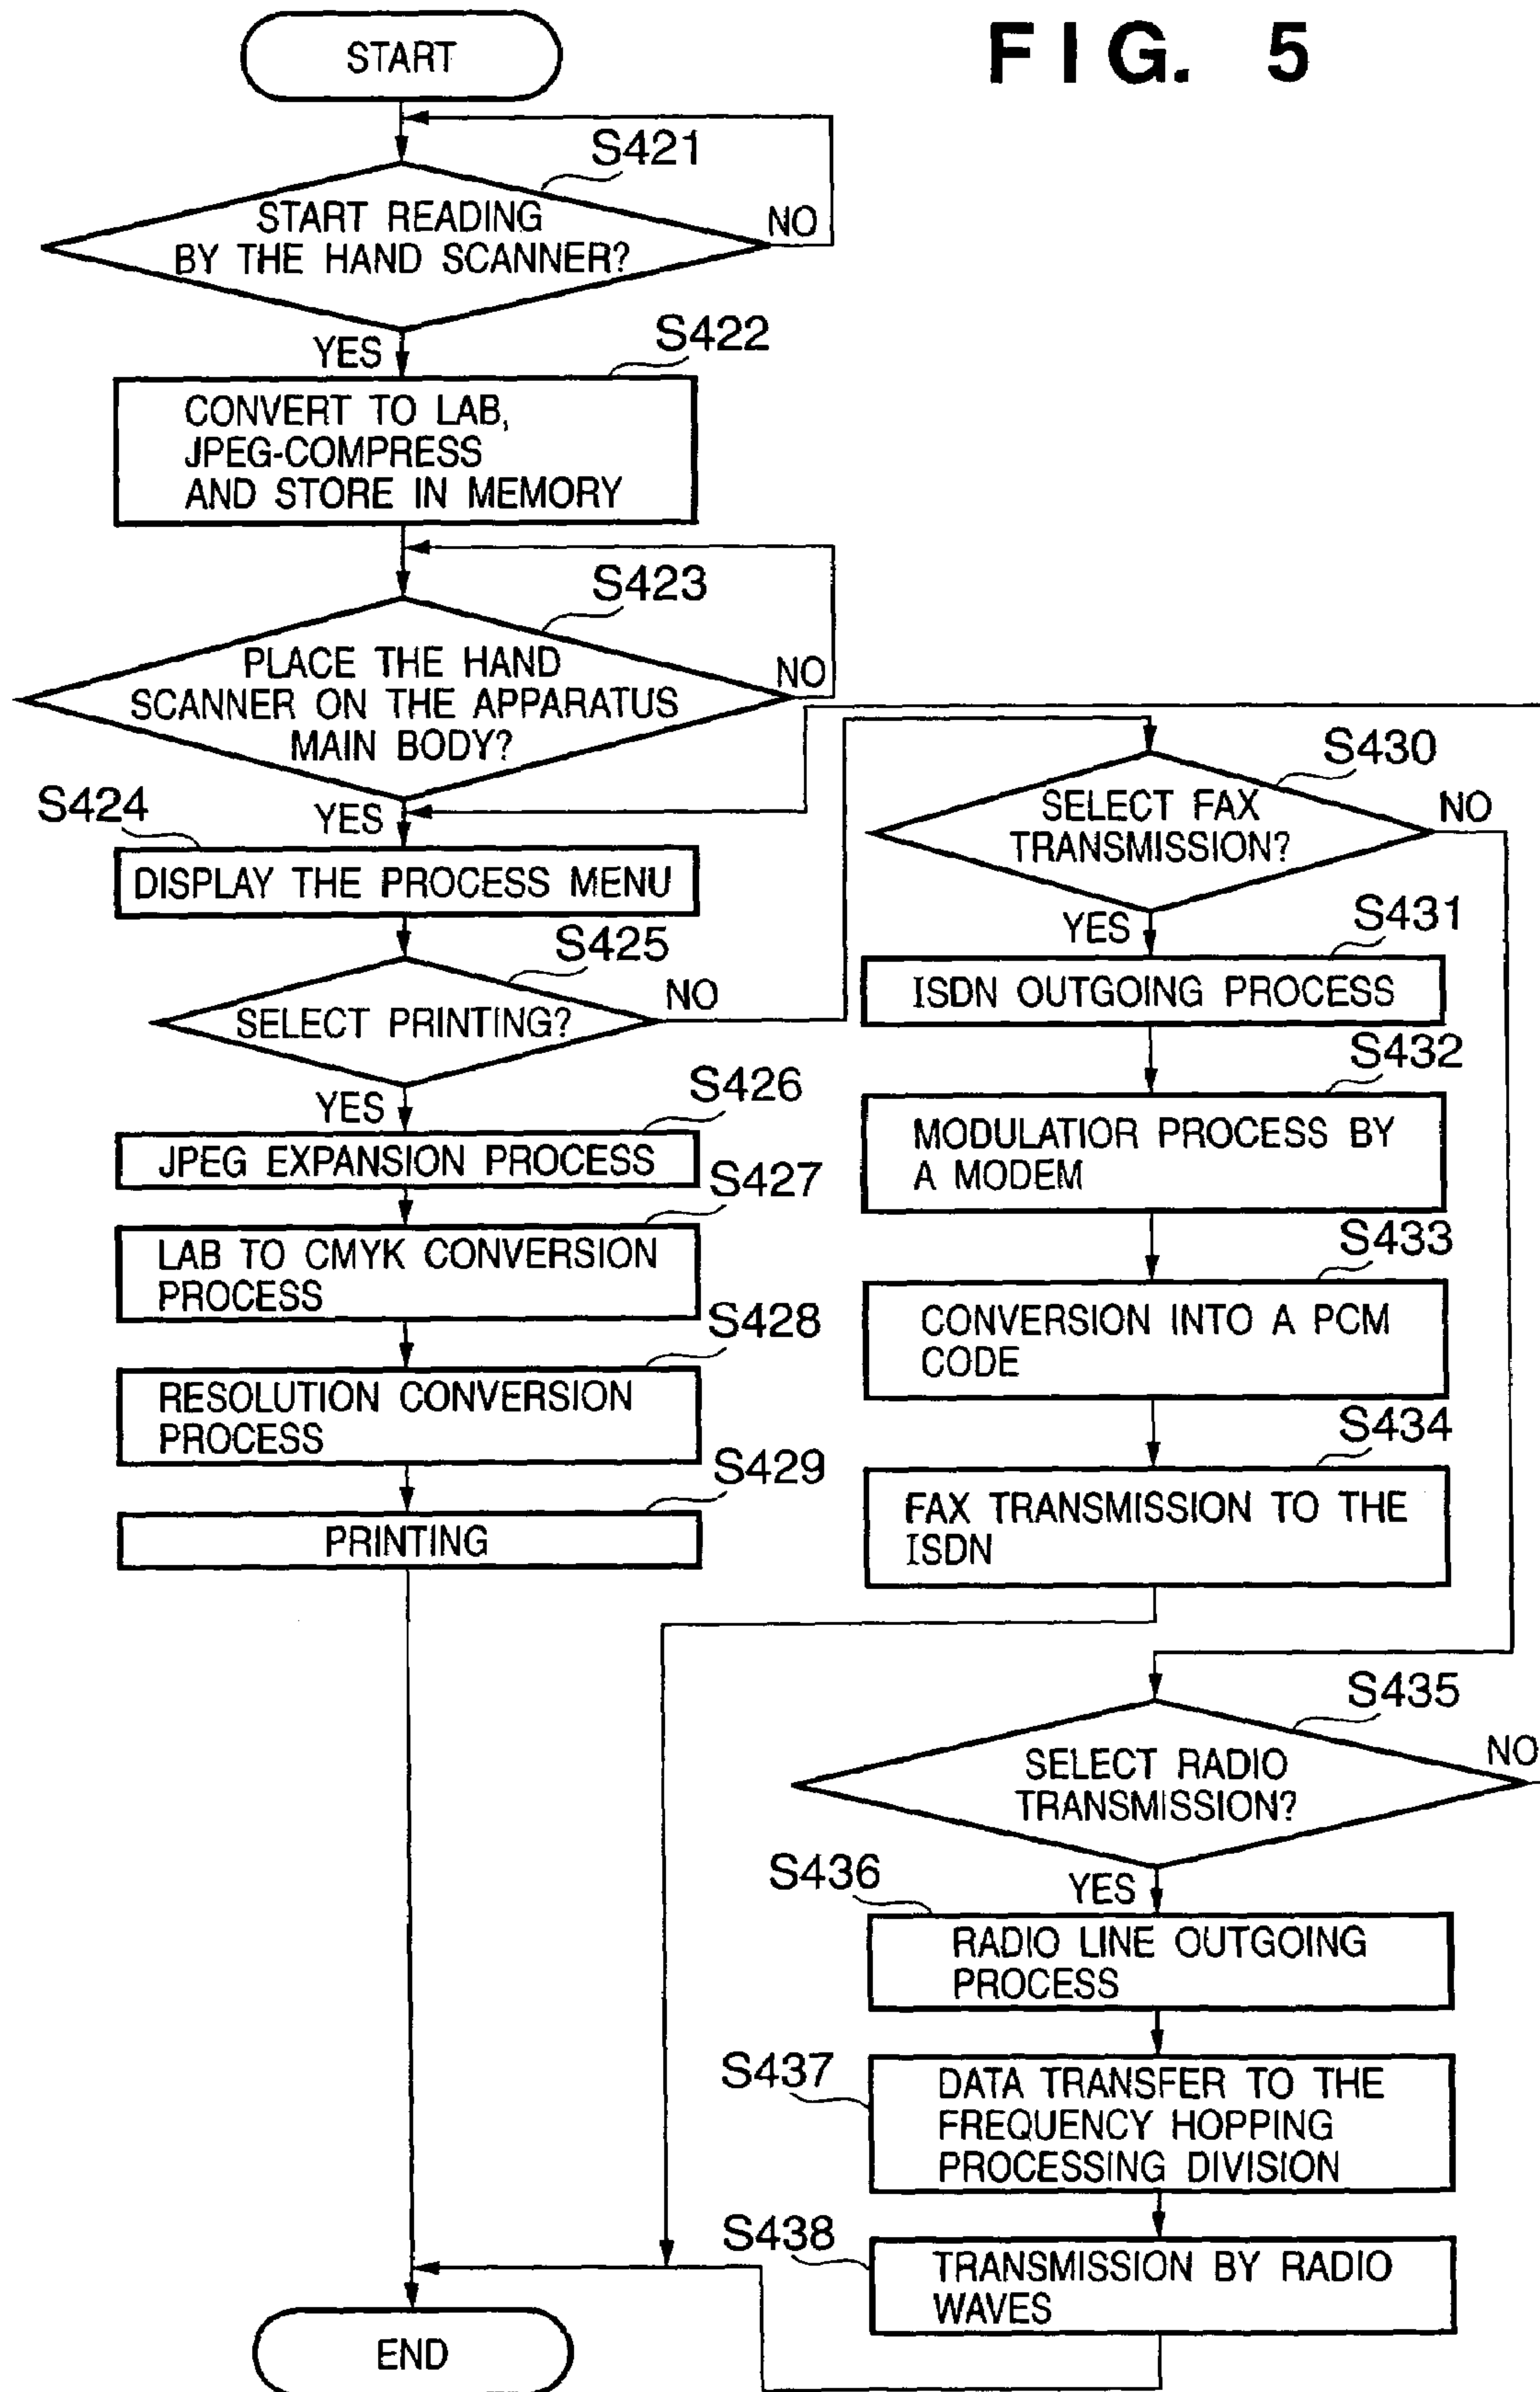 FIG. 5
START
S421
START READING
BY THE HAND SCANNER?
NO
YES
S422
CONVERT TO LAB,
JPEG-COMPRESS
AND STORE IN MEMORY
S423
PLACE THE HAND
SCANNER ON THE APPARATUS
MAIN BODY?
NO
YES
S424
DISPLAY THE PROCESS MENU
S425
SELECT PRINTING?
NO
YES
S426
JPEG EXPANSION PROCESS
S427
LAB TO CMYK CONVERSION
PROCESS
S428
RESOLUTION CONVERSION
PROCESS
S429
PRINTING
S430
SELECT FAX
TRANSMISSION?
NO
YES
S431
ISDN OUTGOING PROCESS
S432
MODULATIOR PROCESS BY
A MODEM
S433
CONVERSION INTO A PCM
CODE
S434
FAX TRANSMISSION TO THE
ISDN
S435
SELECT RADIO
TRANSMISSION?
NO
YES
S436
RADIO LINE OUTGOING
PROCESS
S437
DATA TRANSFER TO THE
FREQUENCY HOPPING
PROCESSING DIVISION
S438
TRANSMISSION BY RADIO
WAVES
END